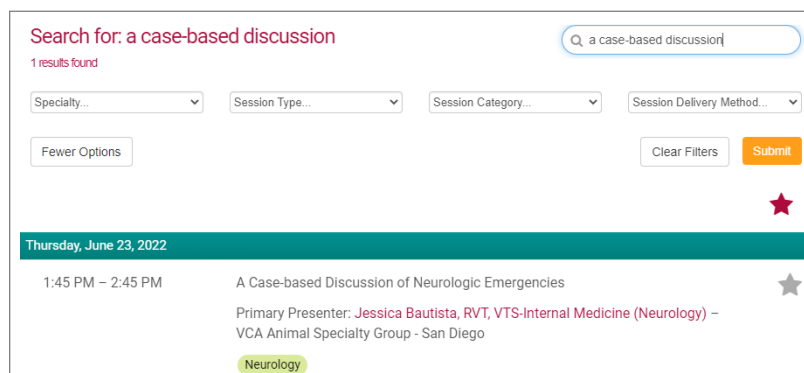 Search for: a case-based discussion
a case-based discussion
1 results found
Specialty...
Session Type...
Session Category...
Session Delivery Method...
Fewer Options
Clear Filters
Submit
Thursday, June 23, 2022
1:45 PM – 2:45 PM
A Case-based Discussion of Neurologic Emergencies
Primary Presenter: Jessica Bautista, RVT, VTS-Internal Medicine (Neurology) –
VCA Animal Specialty Group - San Diego
Neurology